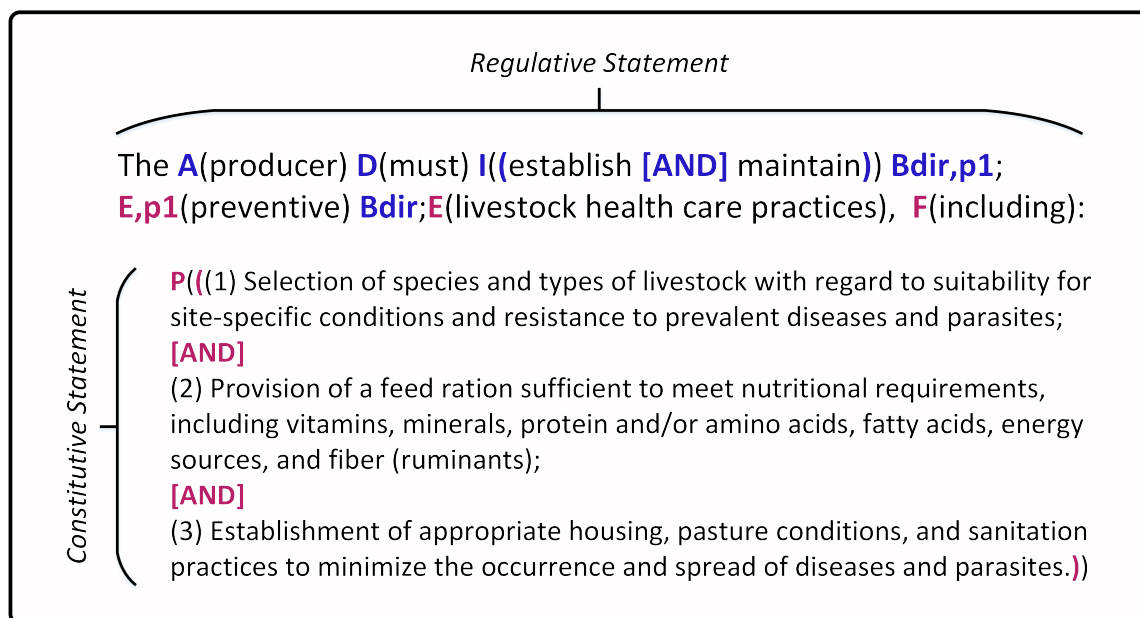 Regulative Statement
The A(producer) D(must) I((establish [AND] maintain)) Bdir,p1;
E,p1(preventive) Bdir;E(livestock health care practices), F(including):
Constitutive Statement
P(((1) Selection of species and types of livestock with regard to suitability for
site-specific conditions and resistance to prevalent diseases and parasites;
[AND]
(2) Provision of a feed ration sufficient to meet nutritional requirements,
including vitamins, minerals, protein and/or amino acids, fatty acids, energy
sources, and fiber (ruminants);
[AND]
(3) Establishment of appropriate housing, pasture conditions, and sanitation
practices to minimize the occurrence and spread of diseases and parasites.))